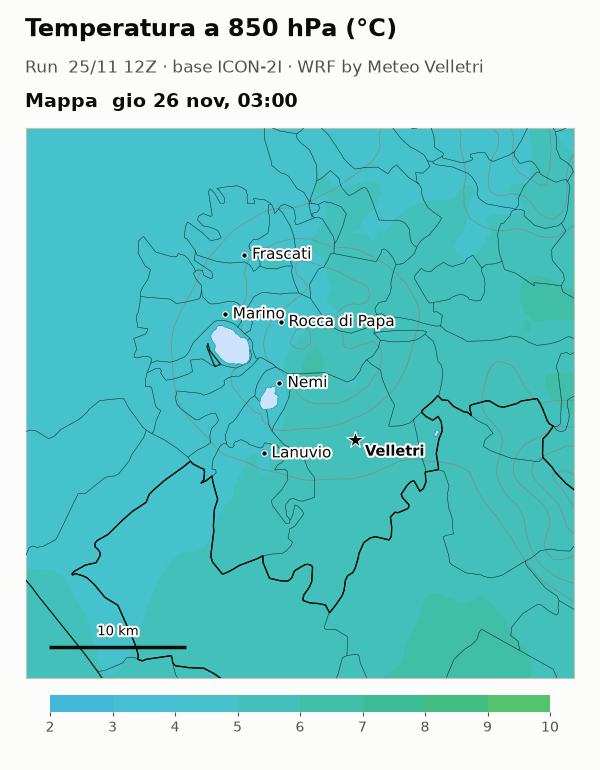 Temperatura a 850 hPa (°C)
Run  25/11 12Z · base ICON-2I · WRF by Meteo Velletri
Mappa  gio 26 nov, 03:00
Frascati
Marino
Rocca di Papa
Nemi
Velletri
Lanuvio
10 km
2 3 4 5 6 7 8 9 10